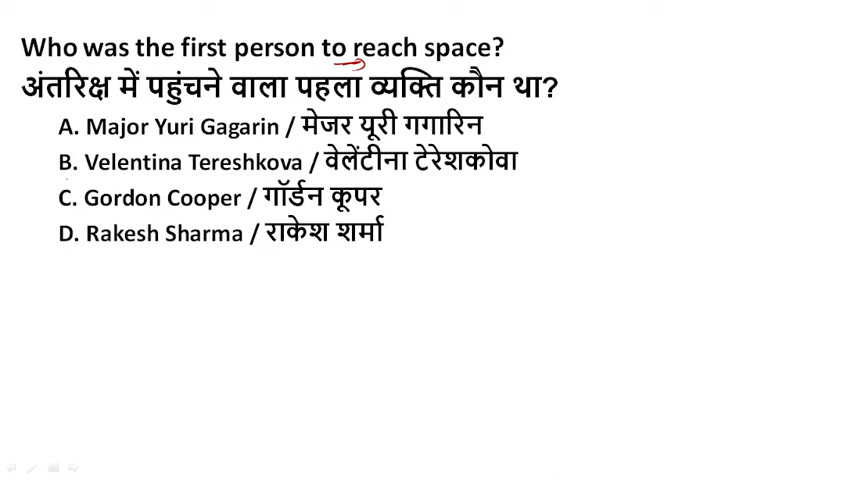 Who was the first person to reach space?
अंतरिक्ष में पहुंचने वाला पहला व्यक्ति कौन था?
A. Major Yuri Gagarin / मेजर यूरी गगारिन
B. Velentina Tereshkova / वेलेंटीना टेरेशकोवा
C. Gordon Cooper / गॉर्डन कूपर
D. Rakesh Sharma / राकेश शर्मा